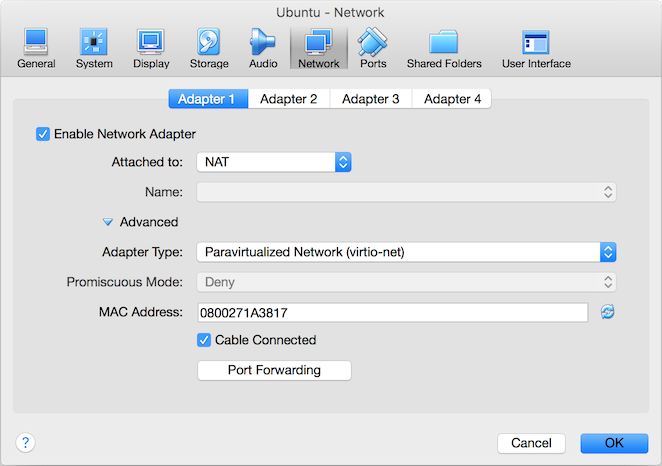 Ubuntu - Network
General System Display Storage Audio Network Ports Shared Folders User Interface
Adapter 1 Adapter 2 Adapter 3 Adapter 4
Enable Network Adapter
Attached to: NAT
Name:
Advanced
Adapter Type: Paravirtualized Network (virtio-net)
Promiscuous Mode: Deny
MAC Address: 0800271A3817
Cable Connected
Port Forwarding
? Cancel OK